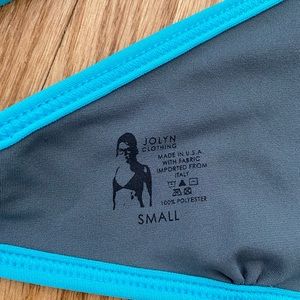 JOLYN
CLOTHING
MADE IN U.S.A.
WITH FABRIC
IMPORTED FROM
ITALY
100% POLYESTER
SMALL